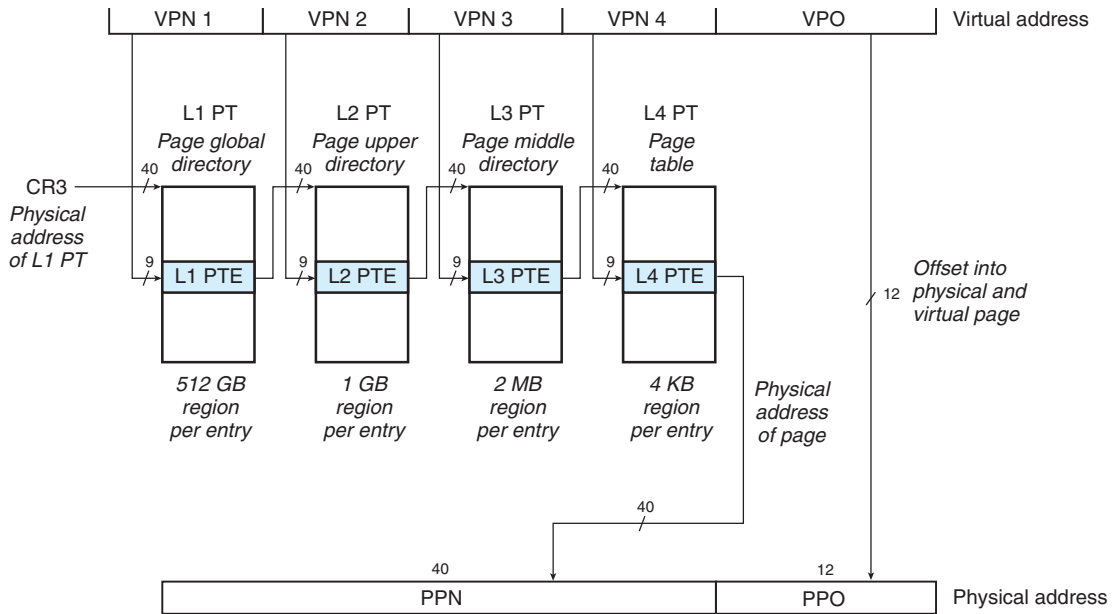 VPN 1 VPN 2 VPN 3 VPN 4 VPO Virtual address
L1 PT
Page global
directory
L2 PT
Page upper
directory
L3 PT
Page middle
directory
L4 PT
Page
table
CR3
Physical
address
of L1 PT
40
40
40
40
9
9
9
9
L1 PTE
L2 PTE
L3 PTE
L4 PTE
512 GB
region
per entry
1 GB
region
per entry
2 MB
region
per entry
4 KB
region
per entry
Physical
address
of page
12
Offset into
physical and
virtual page
40
40
12
PPN PPO Physical address